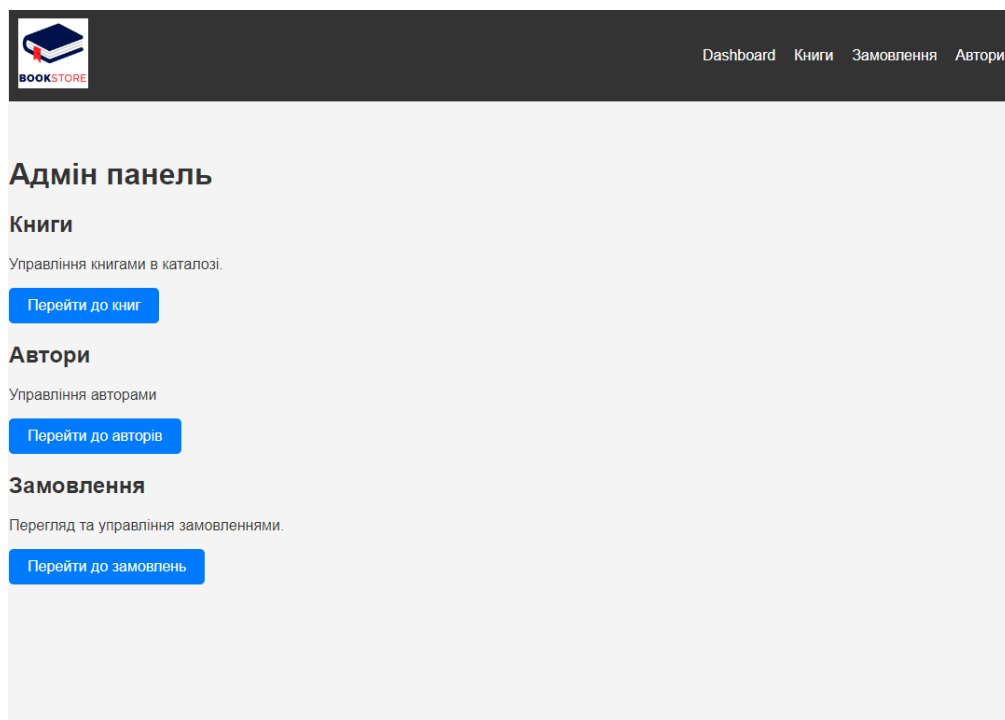 BOOKSTORE
Dashboard Книги Замовлення Автори
Адмін панель
Книги
Управління книгами в каталозі.
Перейти до книг
Автори
Управління авторами
Перейти до авторів
Замовлення
Перегляд та управління замовленнями.
Перейти до замовлень